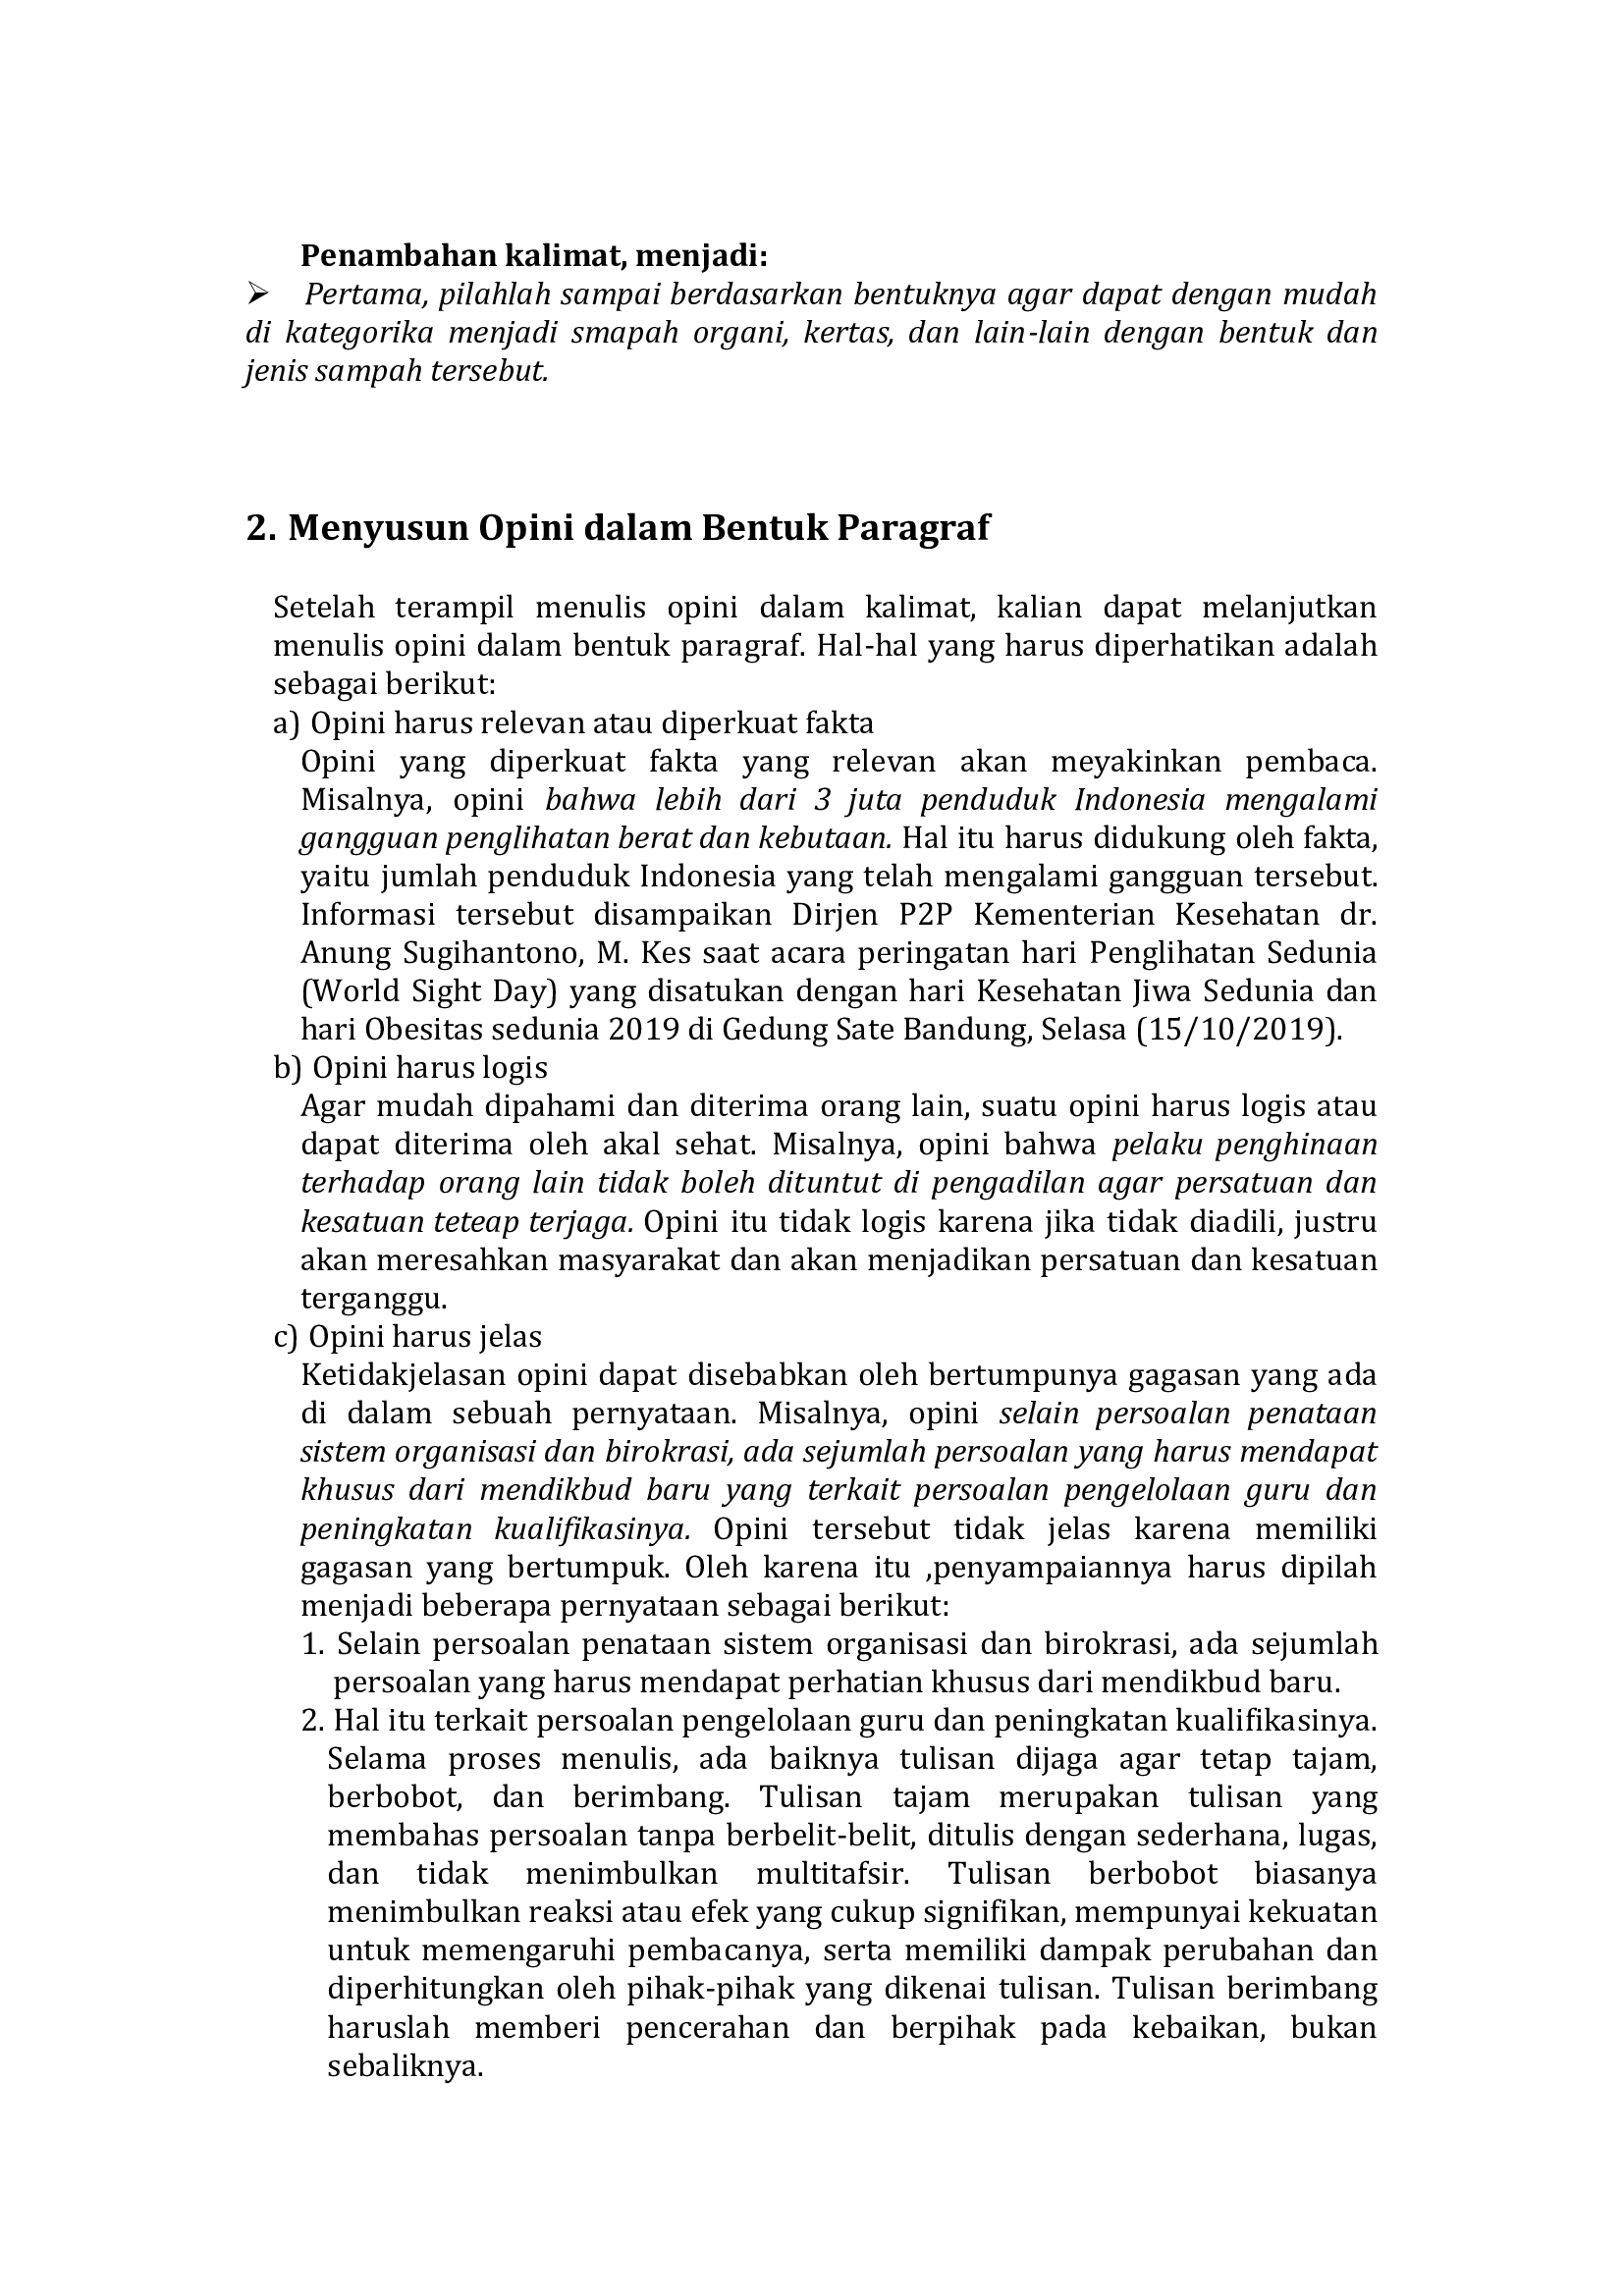 Penambahan kalimat, menjadi:
➢ Pertama, pilahlah sampai berdasarkan bentuknya agar dapat dengan mudah
di kategorika menjadi smapah organi, kertas, dan lain-lain dengan bentuk dan
jenis sampah tersebut.
2. Menyusun Opini dalam Bentuk Paragraf
Setelah terampil menulis opini dalam kalimat, kalian dapat melanjutkan
menulis opini dalam bentuk paragraf. Hal-hal yang harus diperhatikan adalah
sebagai berikut:
a) Opini harus relevan atau diperkuat fakta
Opini yang diperkuat fakta yang relevan akan meyakinkan pembaca.
Misalnya, opini bahwa lebih dari 3 juta penduduk Indonesia mengalami
gangguan penglihatan berat dan kebutaan. Hal itu harus didukung oleh fakta,
yaitu jumlah penduduk Indonesia yang telah mengalami gangguan tersebut.
Informasi tersebut disampaikan Dirjen P2P Kementerian Kesehatan dr.
Anung Sugihantono, M. Kes saat acara peringatan hari Penglihatan Sedunia
(World Sight Day) yang disatukan dengan hari Kesehatan Jiwa Sedunia dan
hari Obesitas sedunia 2019 di Gedung Sate Bandung, Selasa (15/10/2019).
b) Opini harus logis
Agar mudah dipahami dan diterima orang lain, suatu opini harus logis atau
dapat diterima oleh akal sehat. Misalnya, opini bahwa pelaku penghinaan
terhadap orang lain tidak boleh dituntut di pengadilan agar persatuan dan
kesatuan teteap terjaga. Opini itu tidak logis karena jika tidak diadili, justru
akan meresahkan masyarakat dan akan menjadikan persatuan dan kesatuan
terganggu.
c) Opini harus jelas
Ketidakjelasan opini dapat disebabkan oleh bertumpunya gagasan yang ada
di dalam sebuah pernyataan. Misalnya, opini selain persoalan penataan
sistem organisasi dan birokrasi, ada sejumlah persoalan yang harus mendapat
khusus dari mendikbud baru yang terkait persoalan pengelolaan guru dan
peningkatan kualifikasinya. Opini tersebut tidak jelas karena memiliki
gagasan yang bertumpuk. Oleh karena itu ,penyampaiannya harus dipilah
menjadi beberapa pernyataan sebagai berikut:
1. Selain persoalan penataan sistem organisasi dan birokrasi, ada sejumlah
persoalan yang harus mendapat perhatian khusus dari mendikbud baru.
2. Hal itu terkait persoalan pengelolaan guru dan peningkatan kualifikasinya.
Selama proses menulis, ada baiknya tulisan dijaga agar tetap tajam,
berbobot, dan berimbang. Tulisan tajam merupakan tulisan yang
membahas persoalan tanpa berbelit-belit, ditulis dengan sederhana, lugas,
dan tidak menimbulkan multitafsir. Tulisan berbobot biasanya
menimbulkan reaksi atau efek yang cukup signifikan, mempunyai kekuatan
untuk memengaruhi pembacanya, serta memiliki dampak perubahan dan
diperhitungkan oleh pihak-pihak yang dikenai tulisan. Tulisan berimbang
haruslah memberi pencerahan dan berpihak pada kebaikan, bukan
sebaliknya.